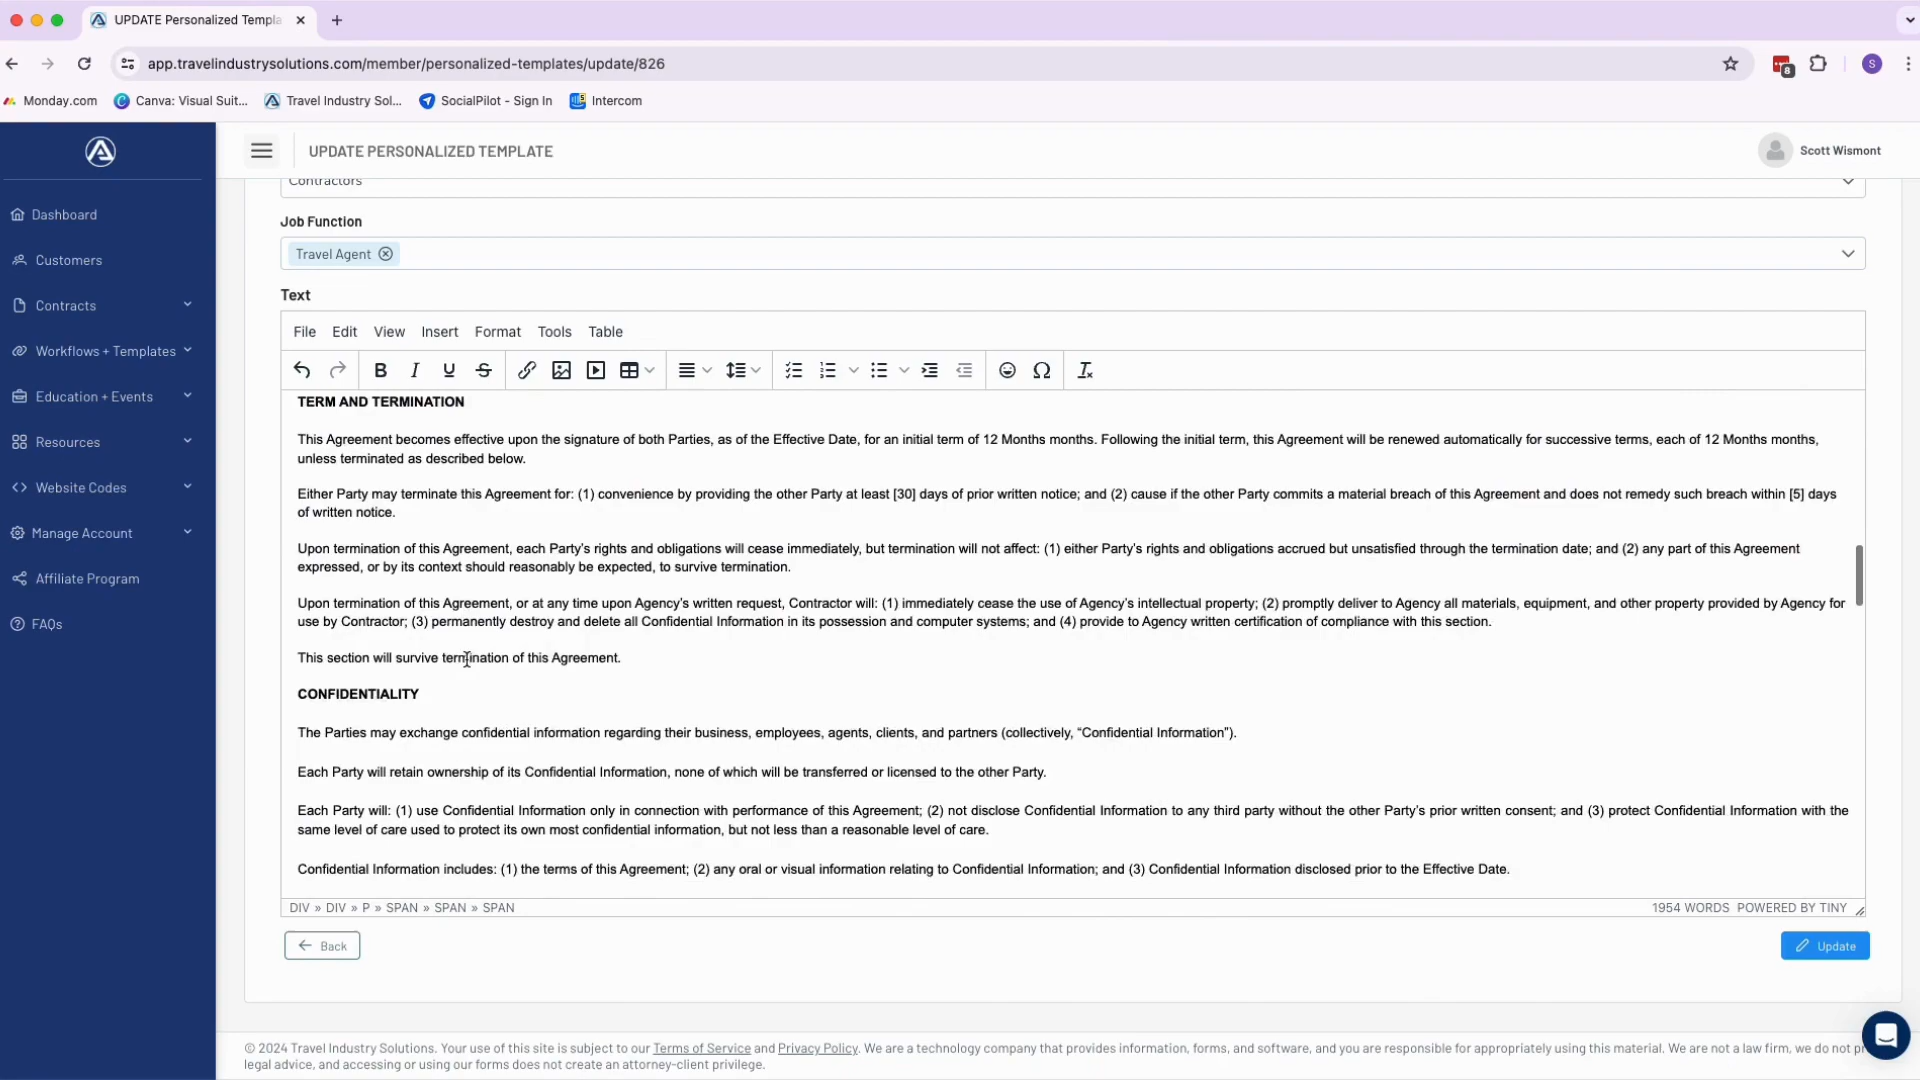 UPDATE Personalized Templa
app.travelindustrysolutions.com/member/personalized-templates/update/826
8
S
Monday.com
Canva: Visual Suit...
Travel Industry Sol...
SocialPilot - Sign In
Intercom
UPDATE PERSONALIZED TEMPLATE
Scott Wismont
Dashboard
Customers
Contracts
Workflows + Templates
Education + Events
Resources
Website Codes
Manage Account
Affiliate Program
FAQs
Contractors
Job Function
Travel Agent
Text
File Edit View Insert Format Tools Table
TERM AND TERMINATION
This Agreement becomes effective upon the signature of both Parties, as of the Effective Date, for an initial term of 12 Months months. Following the initial term, this Agreement will be renewed automatically for successive terms, each of 12 Months months,
unless terminated as described below.
Either Party may terminate this Agreement for: (1) convenience by providing the other Party at least [30] days of prior written notice; and (2) cause if the other Party commits a material breach of this Agreement and does not remedy such breach within [5] days
of written notice.
Upon termination of this Agreement, each Party’s rights and obligations will cease immediately, but termination will not affect: (1) either Party’s rights and obligations accrued but unsatisfied through the termination date; and (2) any part of this Agreement
expressed, or by its context should reasonably be expected, to survive termination.
Upon termination of this Agreement, or at any time upon Agency’s written request, Contractor will: (1) immediately cease the use of Agency’s intellectual property; (2) promptly deliver to Agency all materials, equipment, and other property provided by Agency for
use by Contractor; (3) permanently destroy and delete all Confidential Information in its possession and computer systems; and (4) provide to Agency written certification of compliance with this section.
This section will survive termination of this Agreement.
CONFIDENTIALITY
The Parties may exchange confidential information regarding their business, employees, agents, clients, and partners (collectively, “Confidential Information”).
Each Party will retain ownership of its Confidential Information, none of which will be transferred or licensed to the other Party.
Each Party will: (1) use Confidential Information only in connection with performance of this Agreement; (2) not disclose Confidential Information to any third party without the other Party’s prior written consent; and (3) protect Confidential Information with the
same level of care used to protect its own most confidential information, but not less than a reasonable level of care.
Confidential Information includes: (1) the terms of this Agreement; (2) any oral or visual information relating to Confidential Information; and (3) Confidential Information disclosed prior to the Effective Date.
DIV » DIV » P » SPAN » SPAN » SPAN
1954 WORDS POWERED BY TINY
Back
Update
© 2024 Travel Industry Solutions. Your use of this site is subject to our Terms of Service and Privacy Policy. We are a technology company that provides information, forms, and software, and you are responsible for appropriately using this material. We are not a law firm, we do not
legal advice, and accessing or using our forms does not create an attorney-client privilege.